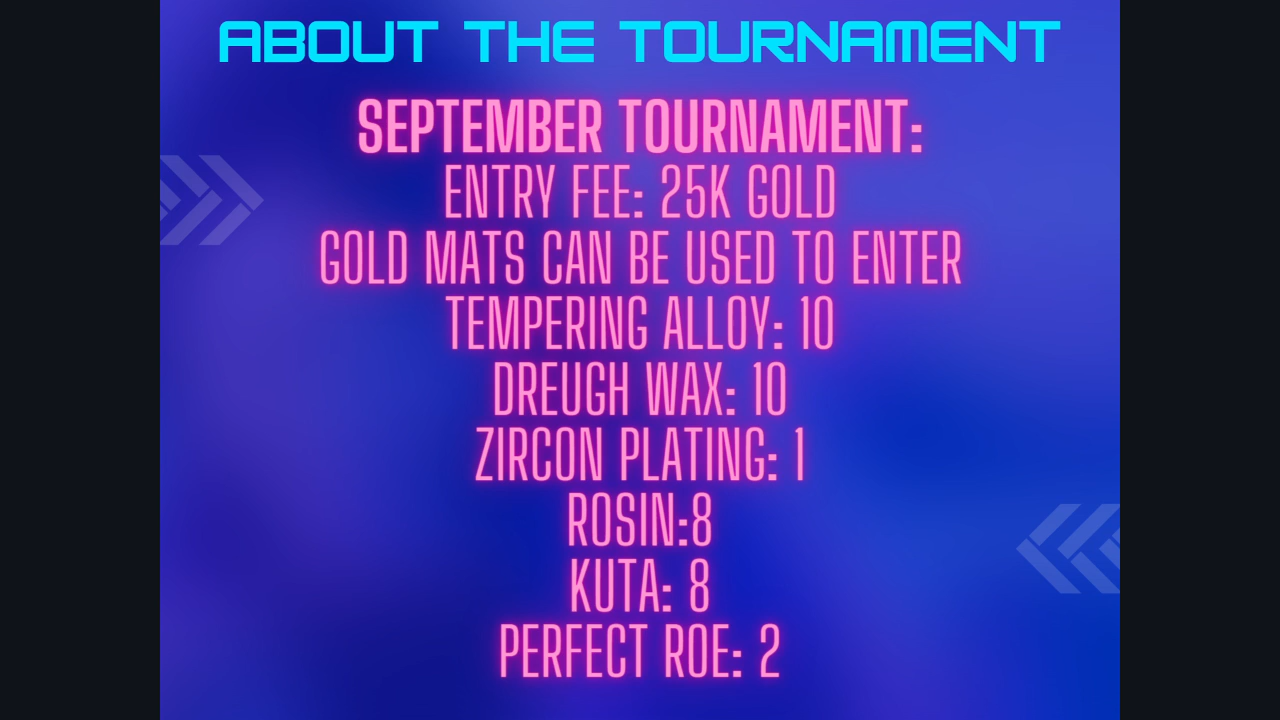 ABOUT THE TOURNAMENT
SEPTEMBER TOURNAMENT:
ENTRY FEE: 25K GOLD
GOLD MATS CAN BE USED TO ENTER
TEMPERING ALLOY: 10
DREUGH WAX: 10
ZIRCON PLATING: 1
ROSIN:8
KUTA: 8
PERFECT ROE: 2